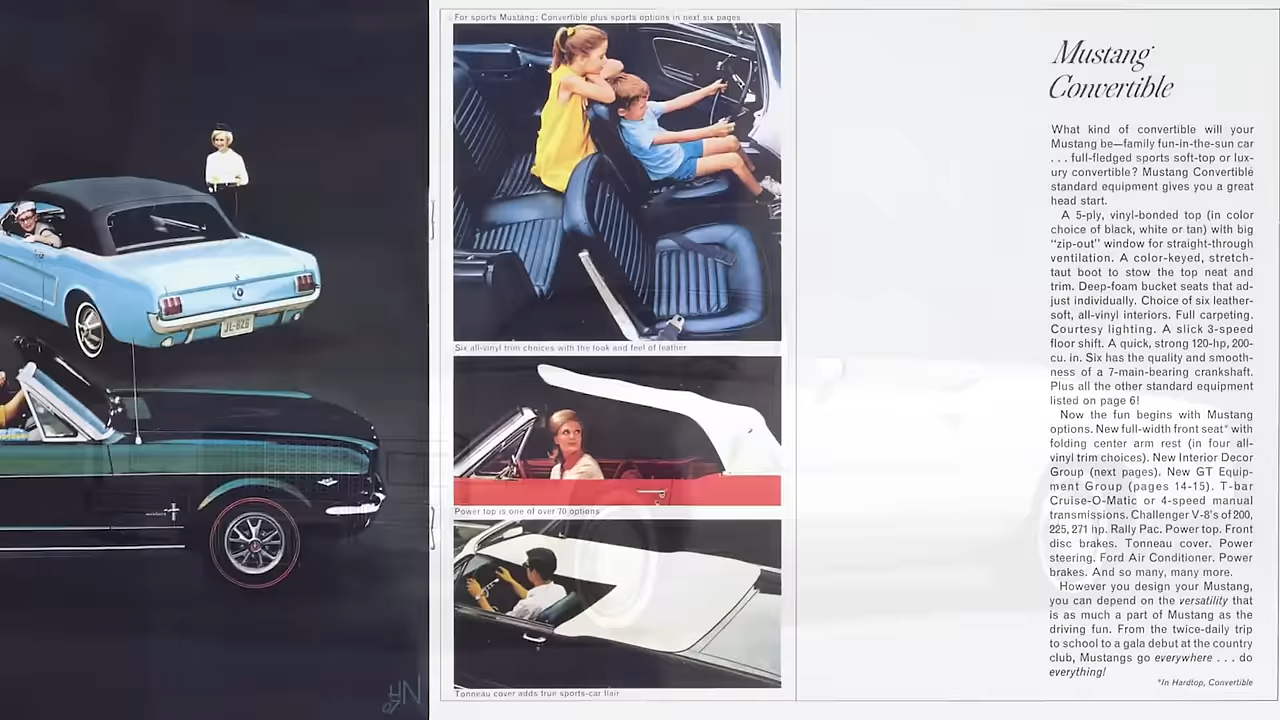 JL-826
For sports Mustang: Convertible plus sports options in next six pages
Six all-vinyl trim choices with the look and feel of leather
Power top is one of over 70 options
Tonneau cover adds true sports-car flair
Mustang
Convertible
What kind of convertible will your
Mustang be—family fun-in-the-sun car
. . . full-fledged sports soft-top or lux-
ury convertible? Mustang Convertible
standard equipment gives you a great
head start.
A 5-ply, vinyl-bonded top (in color
choice of black, white or tan) with big
"zip-out" window for straight-through
ventilation. A color-keyed, stretch-
taut boot to stow the top neat and
trim. Deep-foam bucket seats that ad-
just individually. Choice of six leather-
soft, all-vinyl interiors. Full carpeting.
Courtesy lighting. A slick 3-speed
floor shift. A quick, strong 120-hp, 200-
cu. in. Six has the quality and smooth-
ness of a 7-main-bearing crankshaft.
Plus all the other standard equipment
listed on page 6!
Now the fun begins with Mustang
options. New full-width front seat* with
folding center arm rest (in four all-
vinyl trim choices). New Interior Decor
Group (next pages). New GT Equip-
ment Group (pages 14-15). T-bar
Cruise-O-Matic or 4-speed manual
transmissions. Challenger V-8's of 200,
225, 271 hp. Rally Pac. Power top. Front
disc brakes. Tonneau cover. Power
steering. Ford Air Conditioner. Power
brakes. And so many, many more.
However you design your Mustang,
you can depend on the versatility that
is as much a part of Mustang as the
driving fun. From the twice-daily trip
to school to a gala debut at the country
club, Mustangs go everywhere . . . do
everything!
*In Hardtop, Convertible